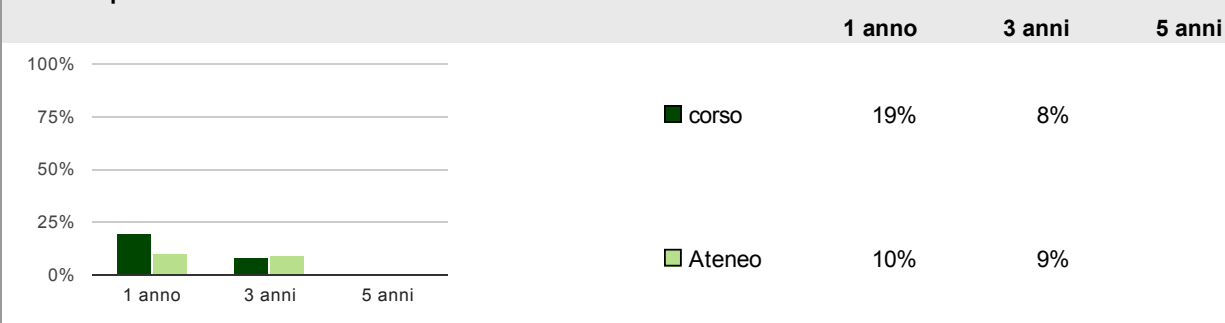 1 anno 3 anni 5 anni
100%
75%
50%
25%
0%
1 anno 3 anni 5 anni
corso 19% 8%
Ateneo 10% 9%